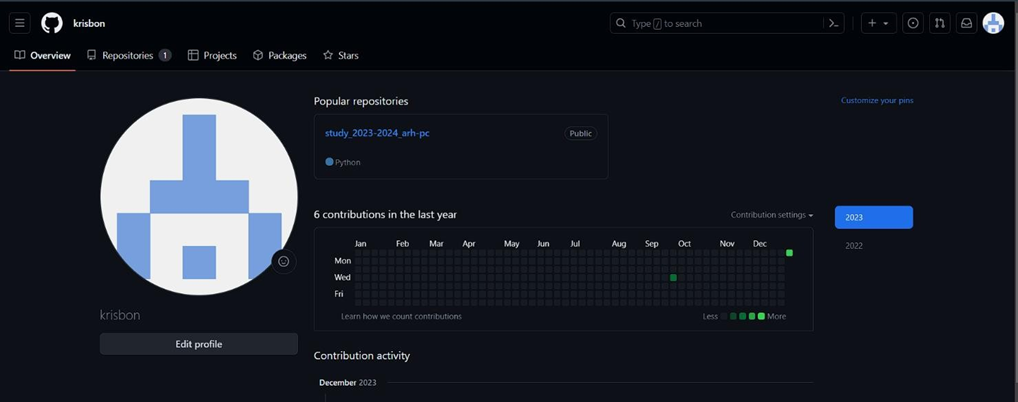 krisbon
Type / to search
Overview
Repositories 1
Projects
Packages
Stars
Popular repositories
Customize your pins
study_2023-2024_arh-pc
Public
Python
6 contributions in the last year
Contribution settings
2023
2022
Jan Feb Mar Apr May Jun Jul Aug Sep Oct Nov Dec
Mon
Wed
Fri
Learn how we count contributions
Less More
krisbon
Edit profile
Contribution activity
December 2023